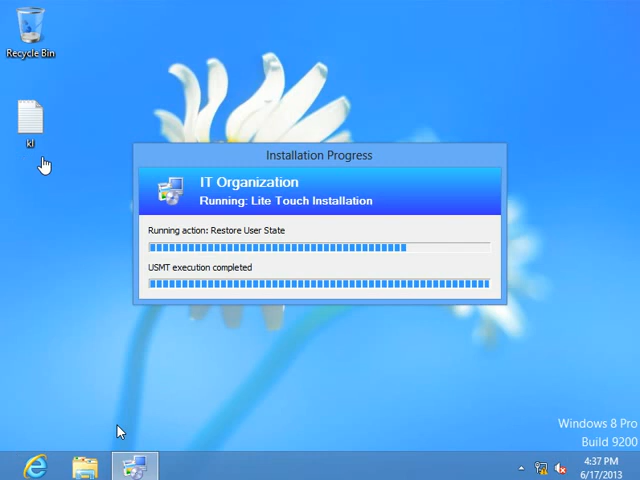 Recycle Bin
kl
Installation Progress
IT Organization
Running: Lite Touch Installation
Running action: Restore User State
USMT execution completed
Windows 8 Pro
Build 9200
4:37 PM
6/17/2013